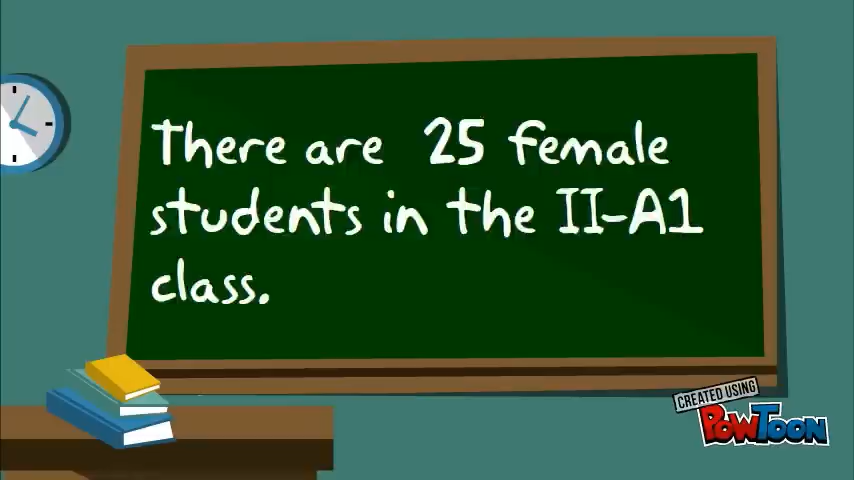 There are 25 female
students in the II-A1
class.
CREATED USING
POWTOON